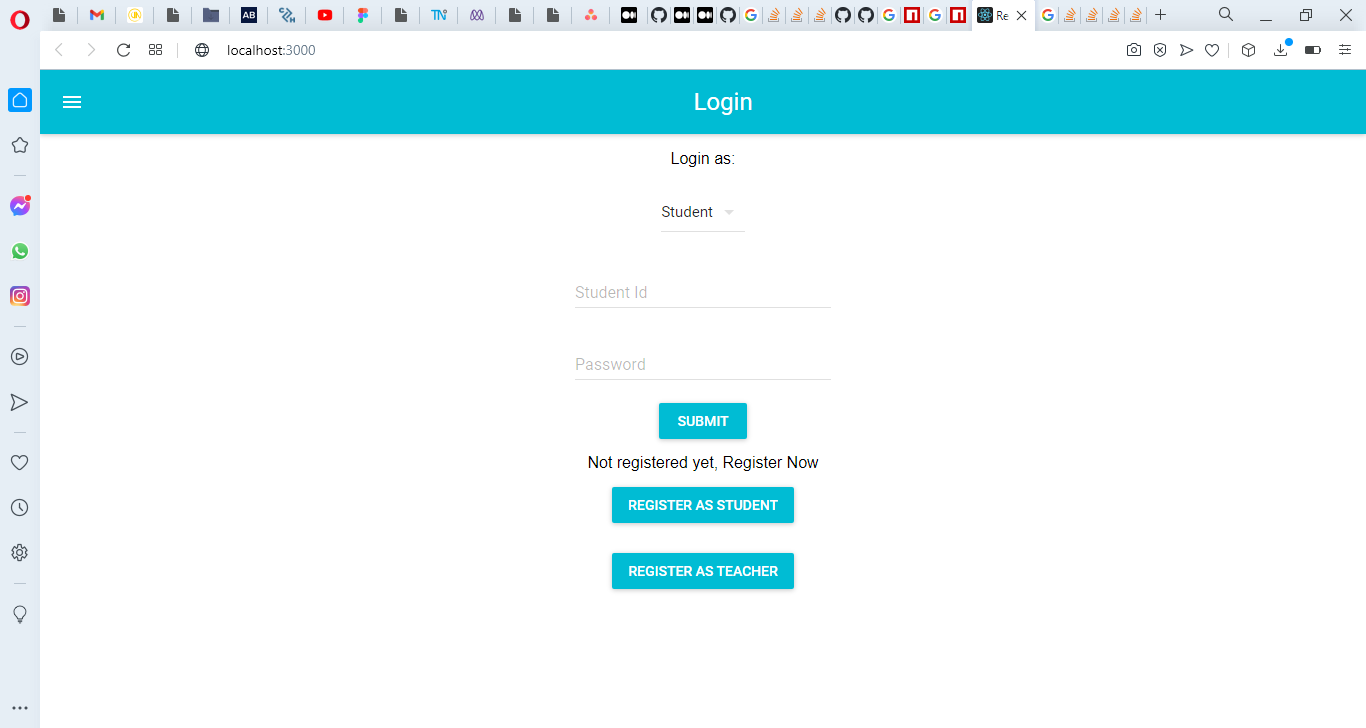 AB
TN
Re
localhost:3000
Login
Login as:
Student
Student Id
Password
SUBMIT
Not registered yet, Register Now
REGISTER AS STUDENT
REGISTER AS TEACHER